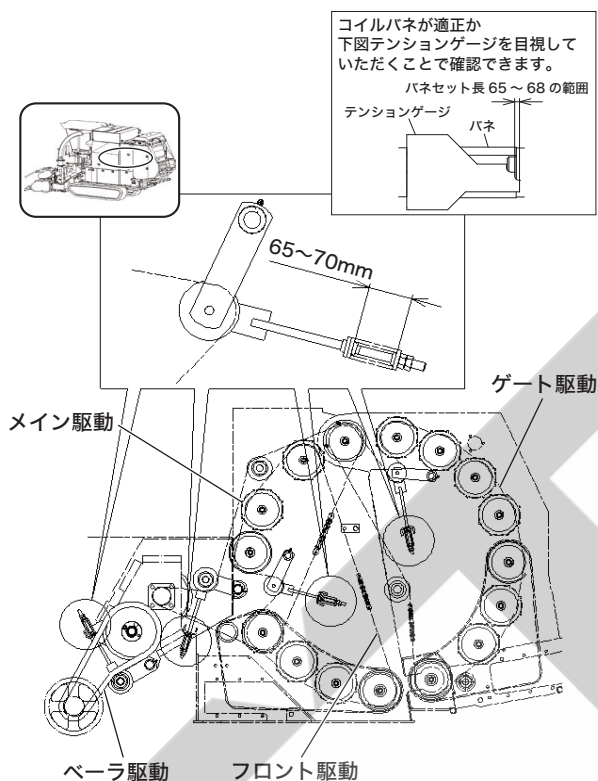 コイルバネが適正か
下図テンションゲージを目視して
いただくことで確認できます。
バネセット長 65 ～ 68 の範囲
テンションゲージ
バネ
65～70mm
ゲート駆動
メイン駆動
ベーラ駆動
フロント駆動